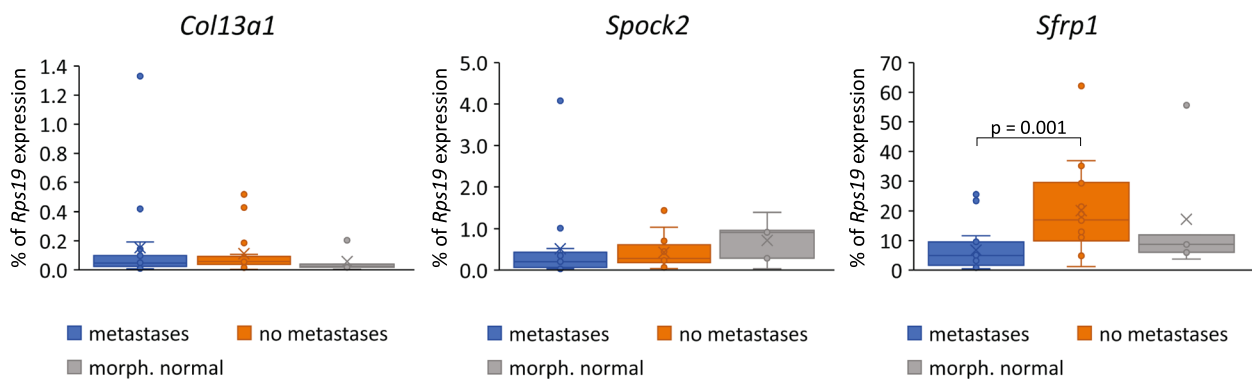 Col13a1
% of Rps19 expression
1.4
1.2
1.0
0.8
0.6
0.4
0.2
0.0
metastases
no metastases
morph. normal
Spock2
% of Rps19 expression
5.0
4.0
3.0
2.0
1.0
0.0
metastases
no metastases
morph. normal
Sfrp1
% of Rps19 expression
70
60
50
40
30
20
10
0
p = 0.001
metastases
no metastases
morph. normal